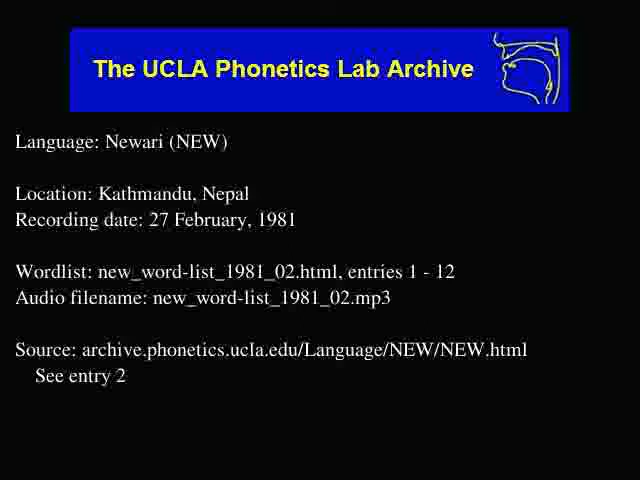 The UCLA Phonetics Lab Archive
Language: Newari (NEW)
Location: Kathmandu, Nepal
Recording date: 27 February, 1981
Wordlist: new_word-list_1981_02.html, entries 1 - 12
Audio filename: new_word-list_1981_02.mp3
Source: archive.phonetics.ucla.edu/Language/NEW/NEW.html
See entry 2